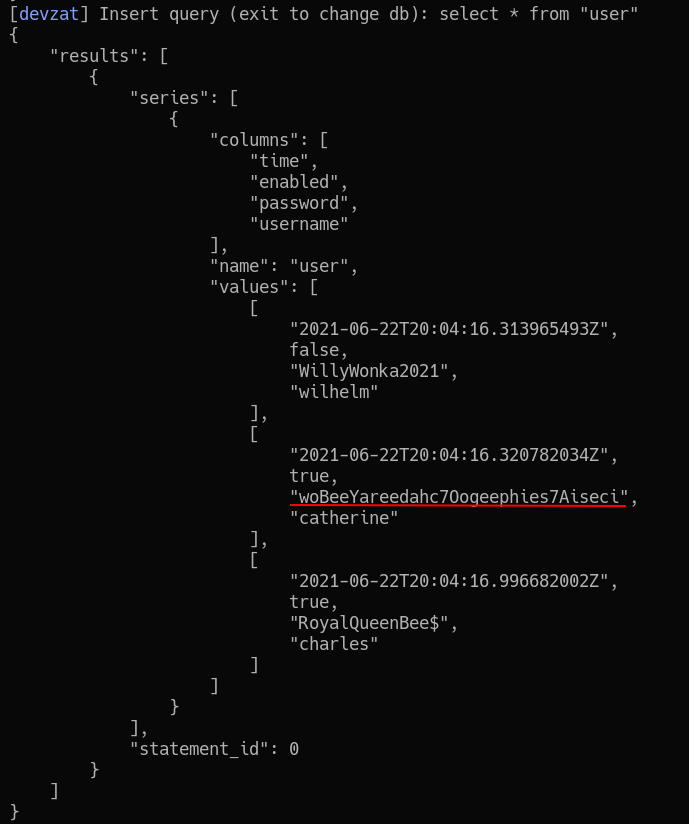 [devzat] Insert query (exit to change db): select * from "user"
{
    "results": [
        {
            "series": [
                {
                    "columns": [
                        "time",
                        "enabled",
                        "password",
                        "username"
                    ],
                    "name": "user",
                    "values": [
                        [
                            "2021-06-22T20:04:16.313965493Z",
                            false,
                            "WillyWonka2021",
                            "wilhelm"
                        ],
                        [
                            "2021-06-22T20:04:16.320782034Z",
                            true,
                            "woBeeYareedahc7Oogeephies7Aiseci",
                            "catherine"
                        ],
                        [
                            "2021-06-22T20:04:16.996682002Z",
                            true,
                            "RoyalQueenBee$",
                            "charles"
                        ]
                    ]
                }
            ],
            "statement_id": 0
        }
    ]
}